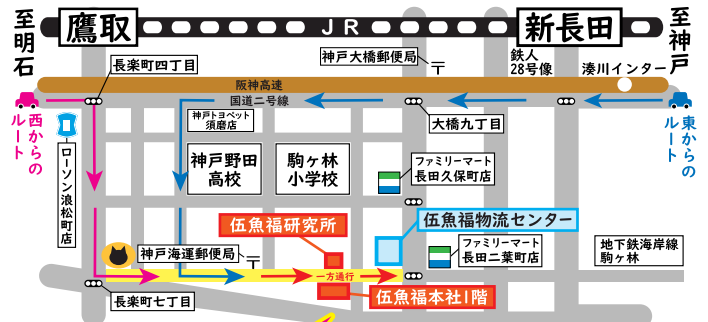 至明石
鷹取
JR
新長田
至神戸
長楽町四丁目
神戸大橋郵便局
鉄人
28号像
湊川インター
阪神高速
国道二号線
西からの
ルート
東からの
ルート
神戸トヨペット
須磨店
大橋九丁目
ローソン浪松町店
神戸野田
高校
駒ヶ林
小学校
ファミリーマート
長田久保町店
伍魚福研究所
伍魚福物流センター
神戸海運郵便局
ファミリーマート
長田二葉町店
地下鉄海岸線
駒ヶ林
一方通行
長楽町七丁目
伍魚福本社1階